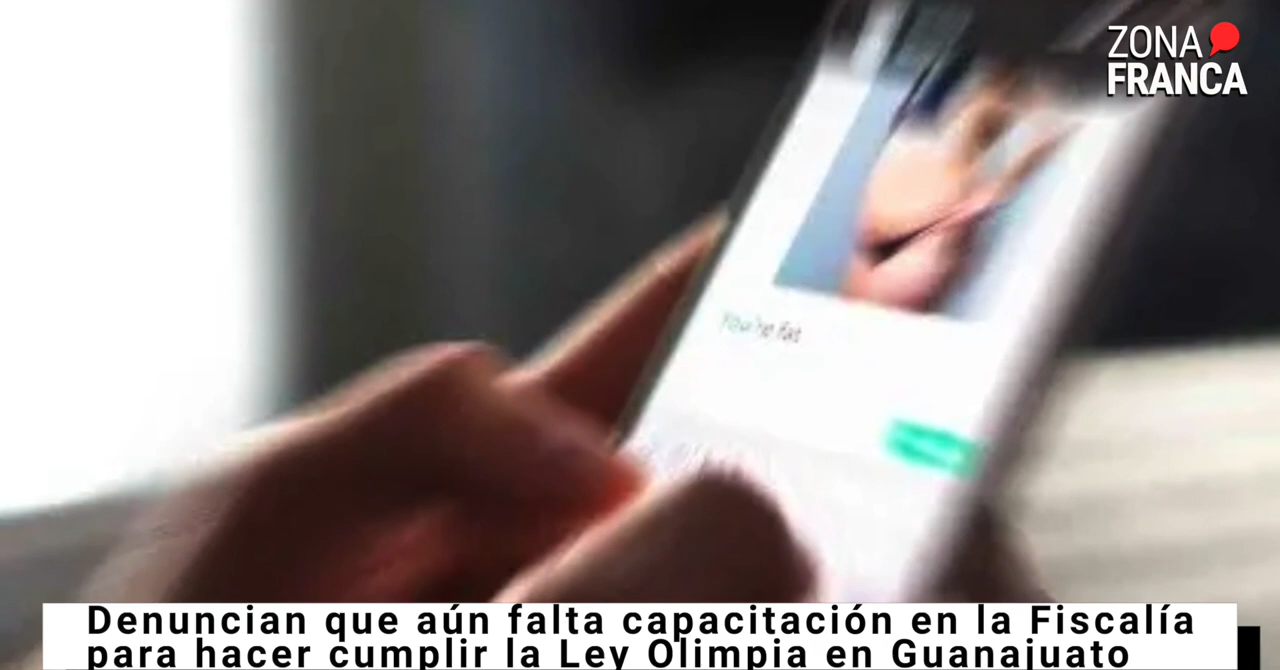 ZONA
FRANCA
You're fat
Denuncian que aún falta capacitación en la Fiscalía
para hacer cumplir la Ley Olimpia en Guanajuato